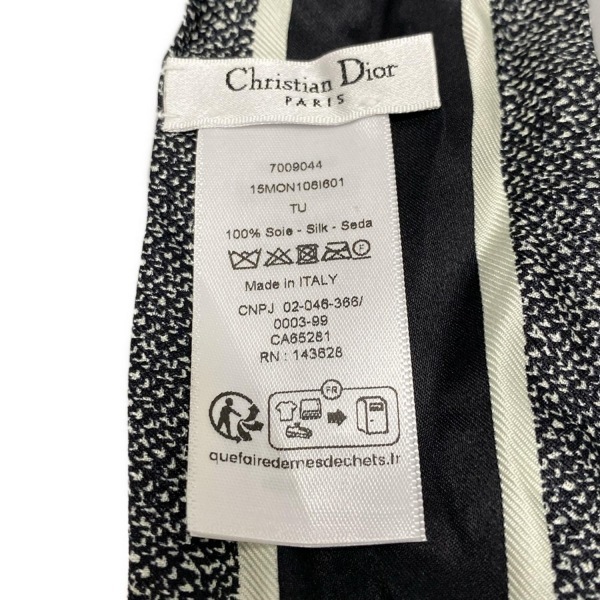 Christian Dior
PARIS
7009044
15MON106I601
TU
100% Soie - Silk - Seda
F
Made in ITALY
CNPJ 02-046-366/
0003-99
CA65281
RN : 143628
FR
quefairedemesdechets.fr